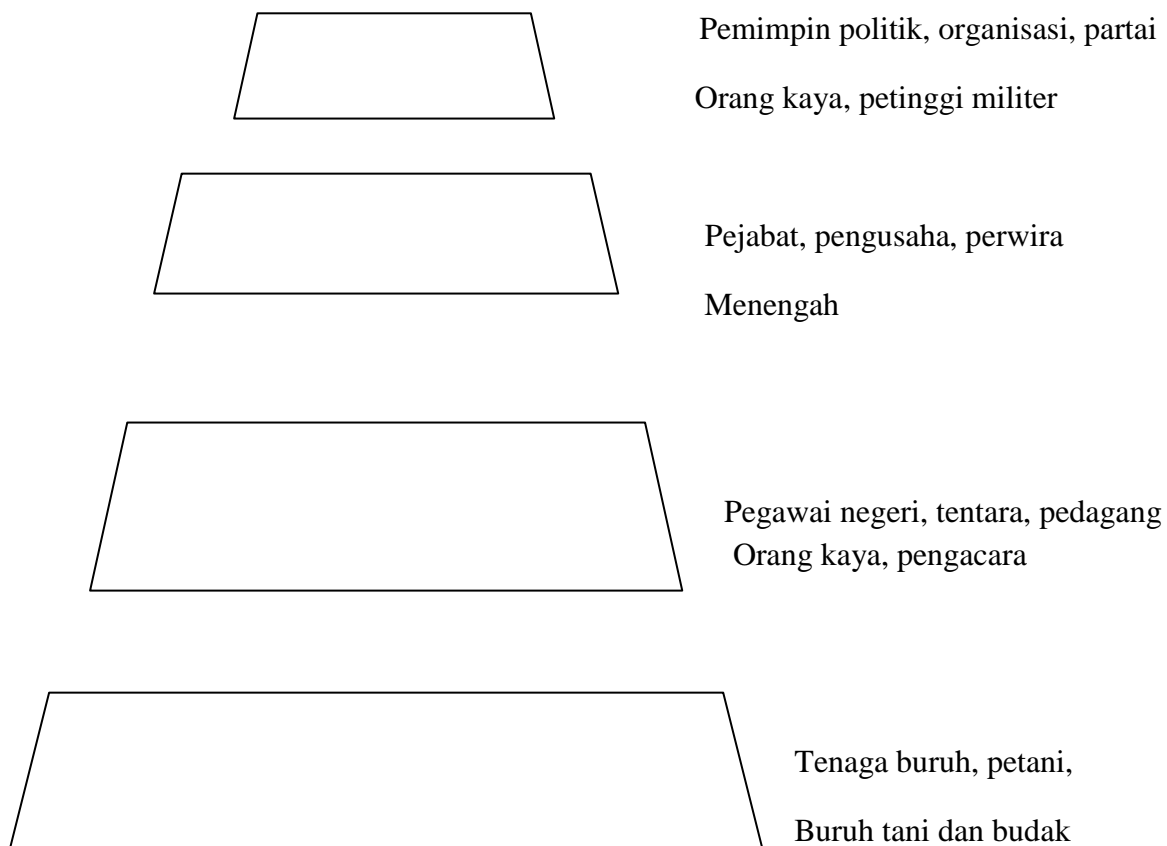 Pemimpin politik, organisasi, partai
Orang kaya, petinggi militer
Pejabat, pengusaha, perwira
Menengah
Pegawai negeri, tentara, pedagang
Orang kaya, pengacara
Tenaga buruh, petani,
Buruh tani dan budak